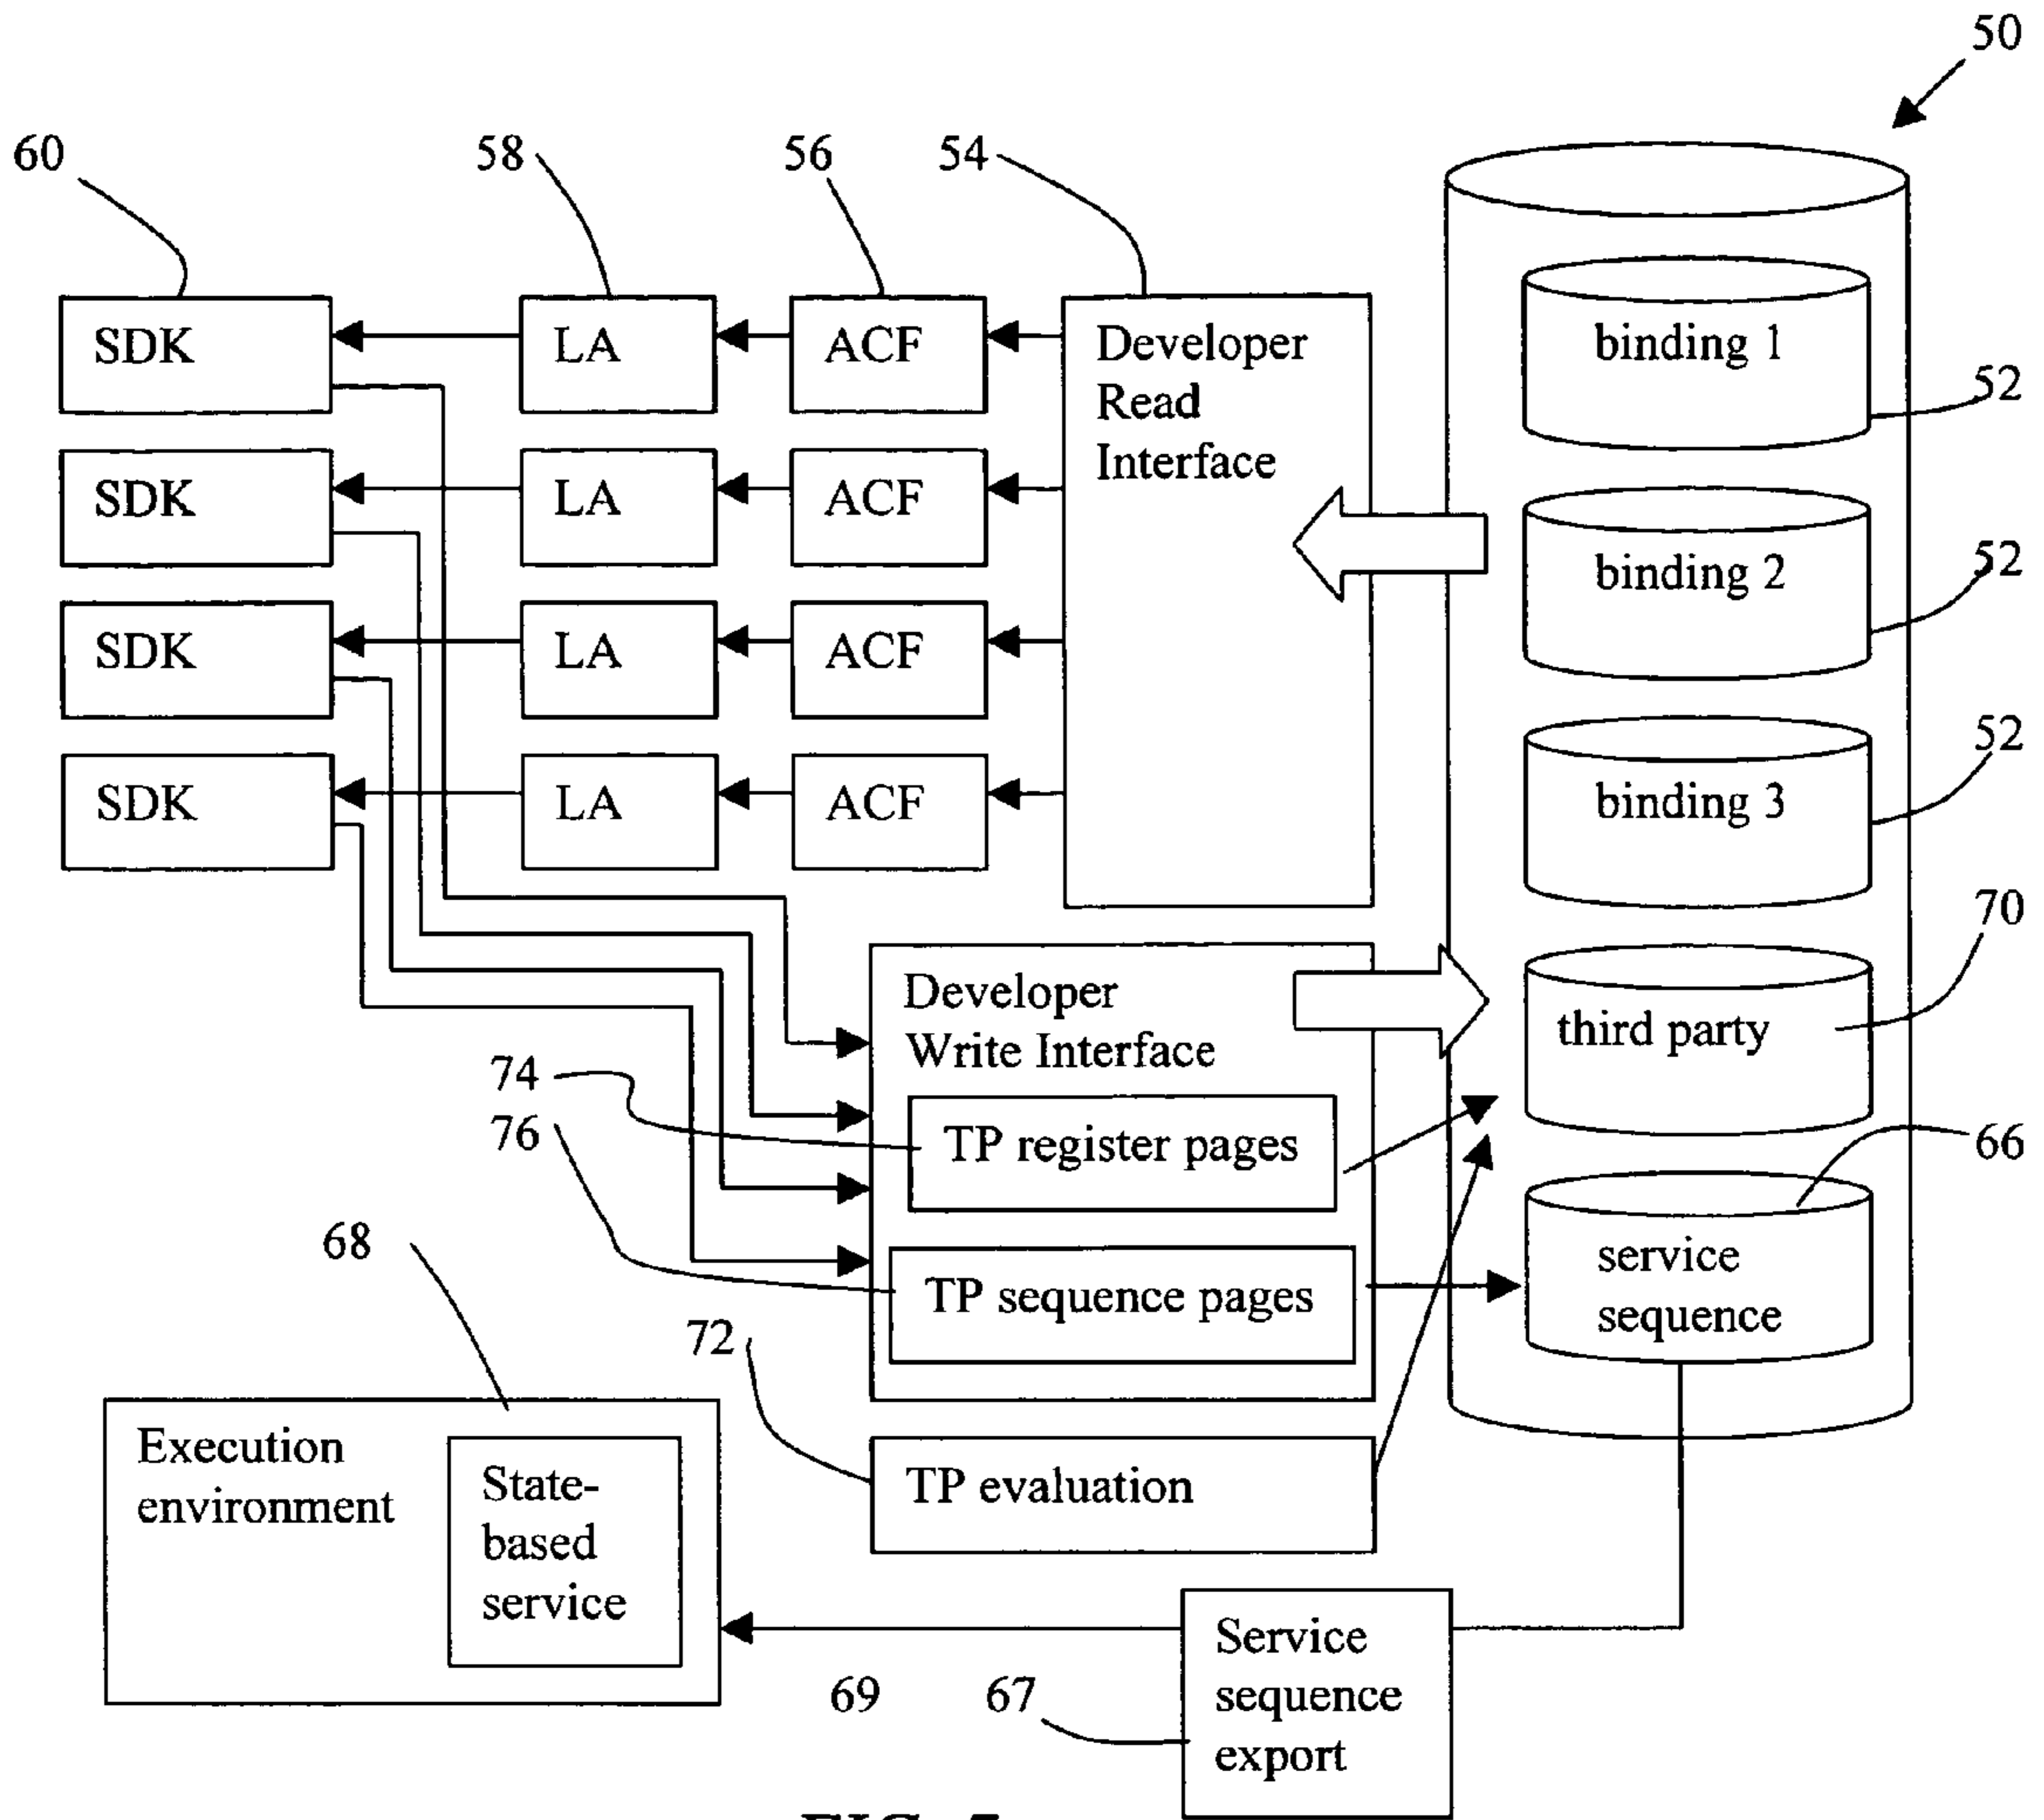 50
60
58
56
54
SDK
LA
ACF
Developer
Read
Interface
binding 1
52
SDK
LA
ACF
binding 2
52
SDK
LA
ACF
binding 3
52
SDK
LA
ACF
70
Developer
Write Interface
third party
74
76
TP register pages
66
68
TP sequence pages
service
sequence
72
Execution
environment
State-
based
service
TP evaluation
69
67
Service
sequence
export